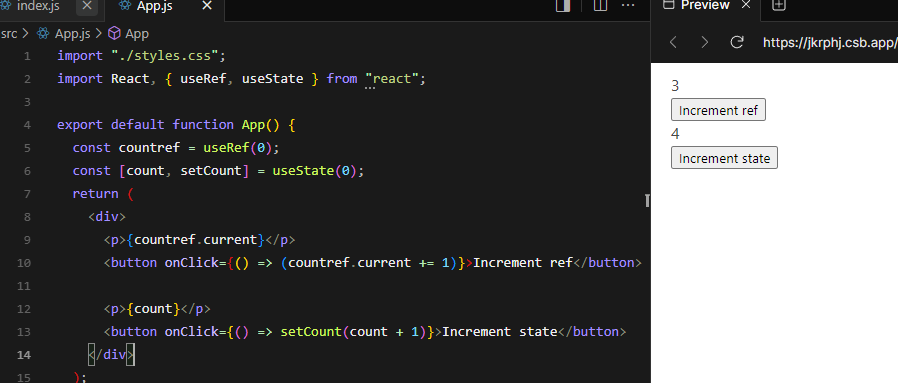 index.js × App.js ×
src > App.js > App
1 import "./styles.css";
2 import React, { useRef, useState } from "react";
3
4 export default function App() {
5 const countref = useRef(0);
6 const [count, setCount] = useState(0);
7 return (
8 <div>
9 <p>{countref.current}</p>
10 <button onClick={() => (countref.current += 1)}>Increment ref</button>
11
12 <p>{count}</p>
13 <button onClick={() => setCount(count + 1)}>Increment state</button>
14 </div>
15 );
Preview ×
https://jkrphj.csb.app/
3
Increment ref
4
Increment state